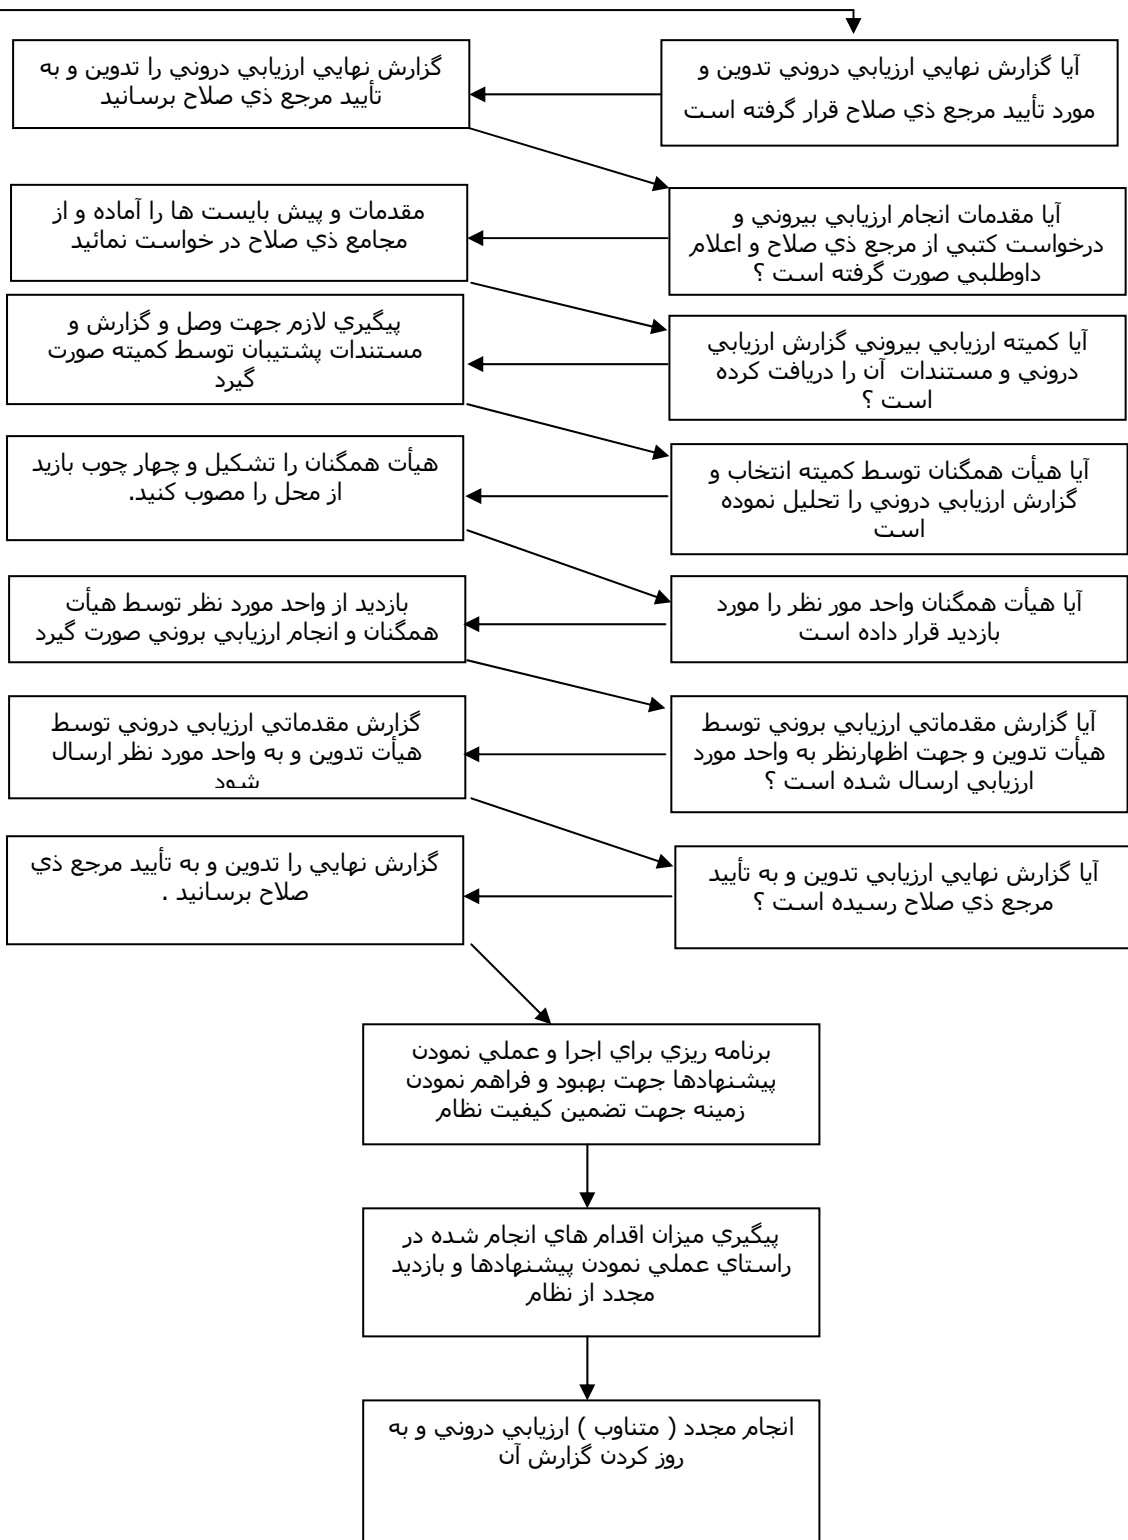 آيا گزارش نهايي ارزيابي دروني تدوين و
مورد تأييد مرجع ذي صلاح قرار گرفته است
گزارش نهايي ارزيابي دروني را تدوين و به
تأييد مرجع ذي صلاح برسانيد
آيا مقدمات انجام ارزيابي بيروني و
درخواست كتبي از مرجع ذي صلاح و اعلام
داوطلبي صورت گرفته است ؟
مقدمات و پيش بايست ها را آماده و از
مجامع ذي صلاح در خواست نمائيد
آيا كميته ارزيابي بيروني گزارش ارزيابي
دروني و مستندات آن را دريافت كرده
است ؟
پيگيري لازم جهت وصل و گزارش و
مستندات پشتيبان توسط كميته صورت
گيرد
آيا هيأت همگنان توسط كميته انتخاب و
گزارش ارزيابي دروني را تحليل نموده
است
هيأت همگنان را تشكيل و چهار چوب بازيد
از محل را مصوب كنيد.
آيا هيأت همگنان واحد مور نظر را مورد
بازديد قرار داده است
بازديد از واحد مورد نظر توسط هيأت
همگنان و انجام ارزيابي بروني صورت گيرد
آيا گزارش مقدماتي ارزيابي بروني توسط
هيأت تدوين و جهت اظهارنظر به واحد مورد
ارزيابي ارسال شده است ؟
گزارش مقدماتي ارزيابي دروني توسط
هيأت تدوين و به واحد مورد نظر ارسال
شود
آيا گزارش نهايي ارزيابي تدوين و به تأييد
مرجع ذي صلاح رسيده است ؟
گزارش نهايي را تدوين و به تأييد مرجع ذي
صلاح برسانيد .
برنامه ريزي براي اجرا و عملي نمودن
پيشنهادها جهت بهبود و فراهم نمودن
زمينه جهت تضمين كيفيت نظام
پيگيري ميزان اقدام هاي انجام شده در
راستاي عملي نمودن پيشنهادها و بازديد
مجدد از نظام
انجام مجدد ( متناوب ) ارزيابي دروني و به
روز كردن گزارش آن